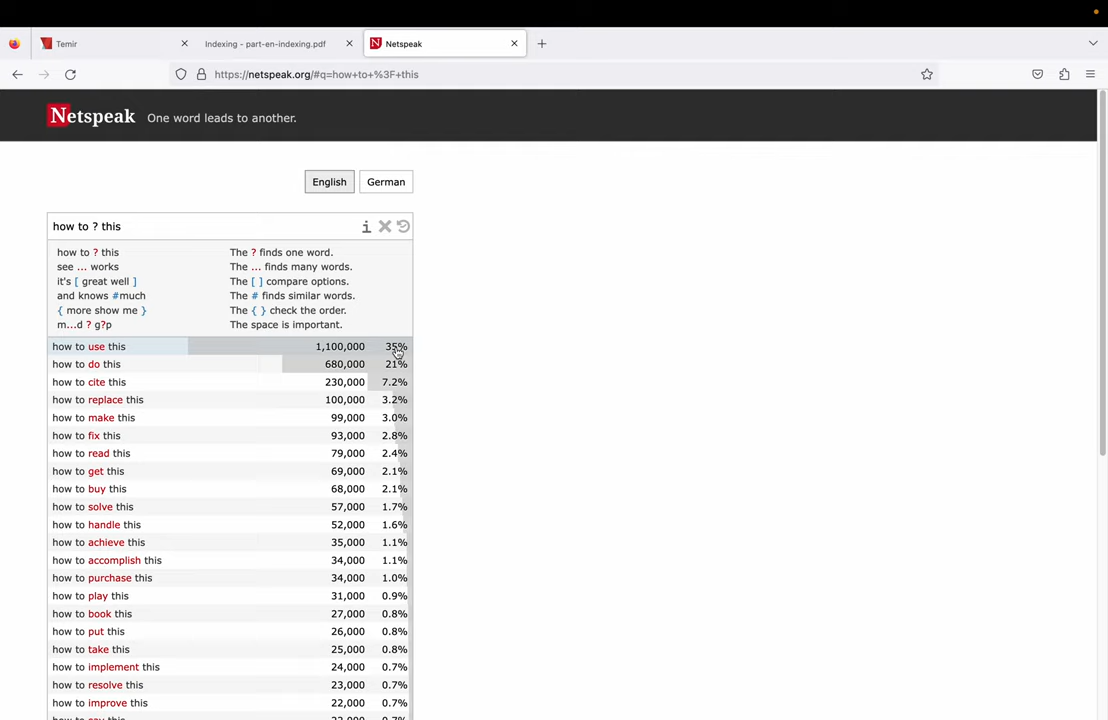 Temir
Indexing - part-en-indexing.pdf
Netspeak
https://netspeak.org/#q=how+to+%3F+this
Netspeak One word leads to another.
English German
how to ? this i
how to ? this The ? finds one word.
see ... works The ... finds many words.
it's [ great well ] The [ ] compare options.
and knows #much The # finds similar words.
{ more show me } The { } check the order.
m...d ? g?p The space is important.
how to use this 1,100,000 35%
how to do this 680,000 21%
how to cite this 230,000 7.2%
how to replace this 100,000 3.2%
how to make this 99,000 3.0%
how to fix this 93,000 2.8%
how to read this 79,000 2.4%
how to get this 69,000 2.1%
how to buy this 68,000 2.1%
how to solve this 57,000 1.7%
how to handle this 52,000 1.6%
how to achieve this 35,000 1.1%
how to accomplish this 34,000 1.1%
how to purchase this 34,000 1.0%
how to play this 31,000 0.9%
how to book this 27,000 0.8%
how to put this 26,000 0.8%
how to take this 25,000 0.8%
how to implement this 24,000 0.7%
how to resolve this 23,000 0.7%
how to improve this 22,000 0.7%